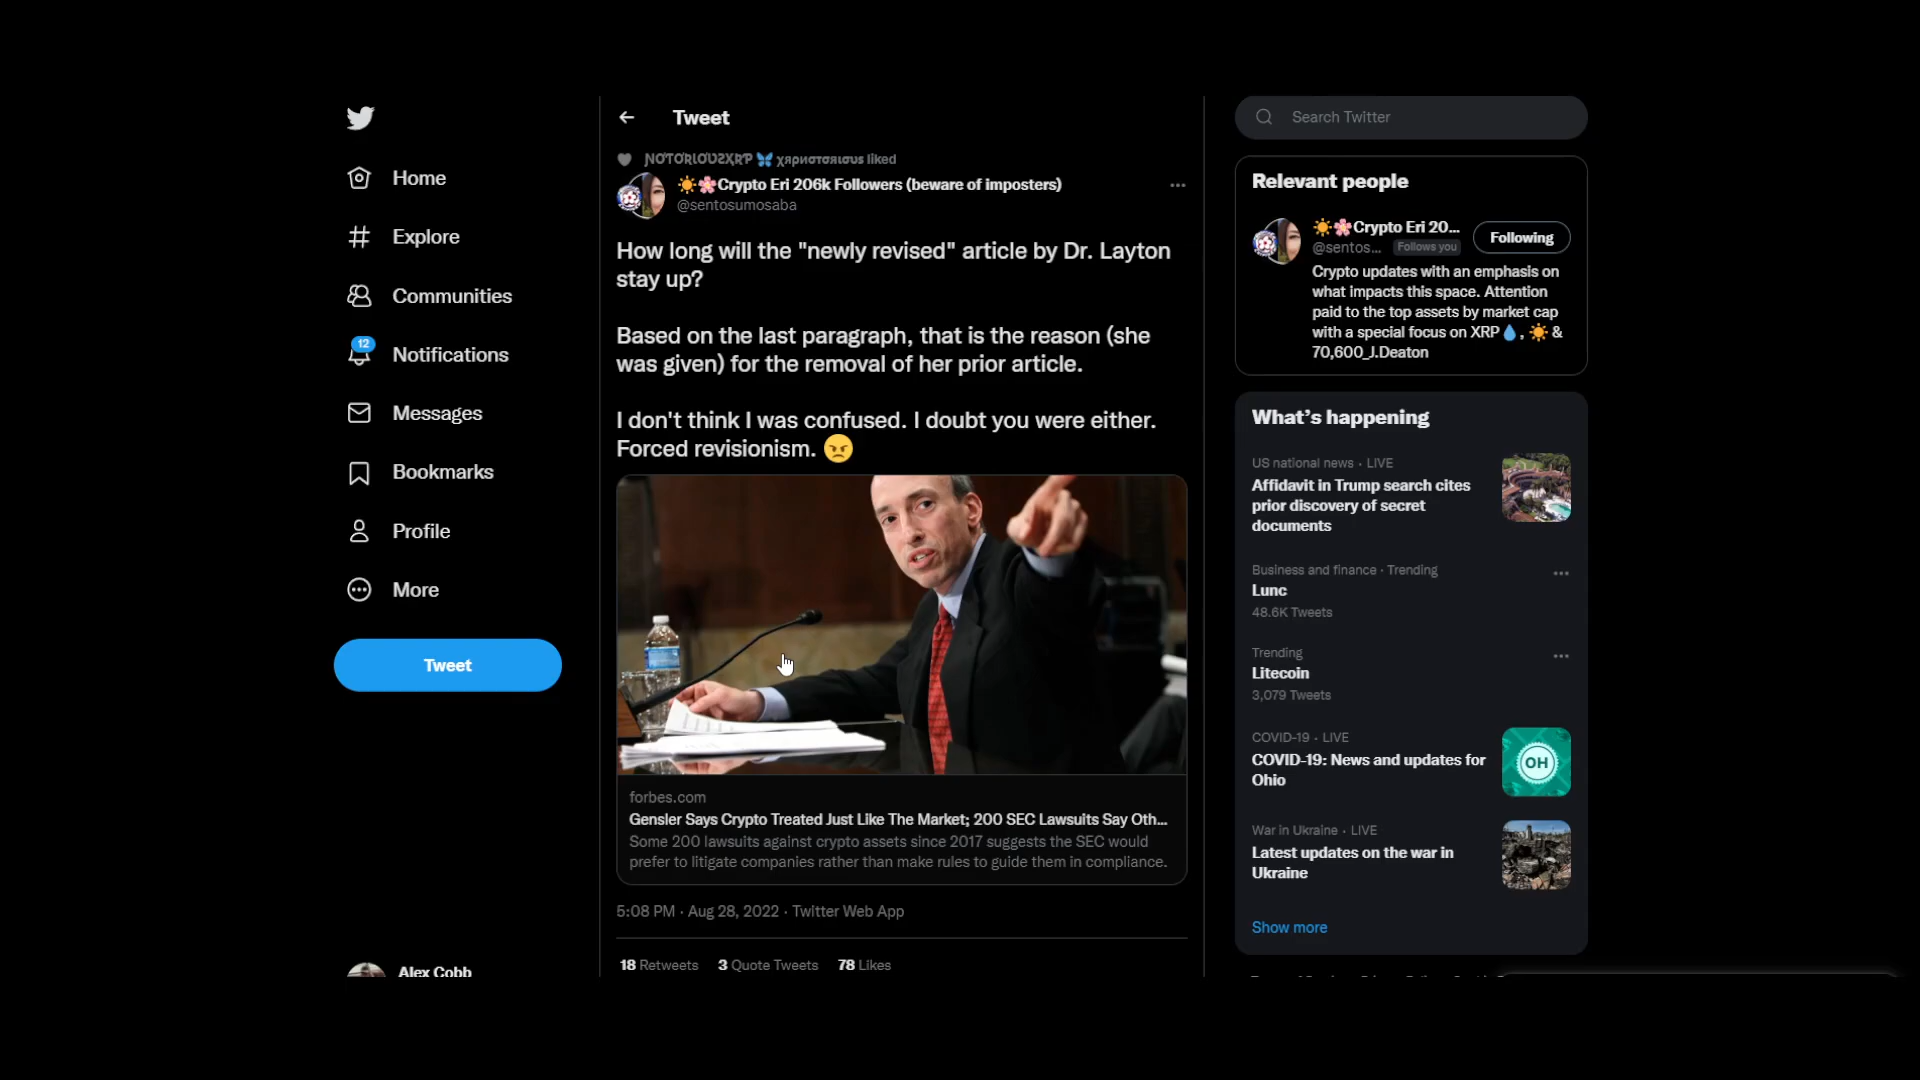 Home
Explore
Communities
12
Notifications
Messages
Bookmarks
Profile
More
Tweet
Alex Cobb
Tweet
liked
Crypto Eri 206k Followers (beware of imposters)
@sentosumosaba
How long will the "newly revised" article by Dr. Layton
stay up?
Based on the last paragraph, that is the reason (she
was given) for the removal of her prior article.
I don't think I was confused. I doubt you were either.
Forced revisionism. 😠
forbes.com
Gensler Says Crypto Treated Just Like The Market; 200 SEC Lawsuits Say Oth...
Some 200 lawsuits against crypto assets since 2017 suggests the SEC would
prefer to litigate companies rather than make rules to guide them in compliance.
5:08 PM · Aug 28, 2022 · Twitter Web App
18 Retweets 3 Quote Tweets 78 Likes
Search Twitter
Relevant people
☀️🌸Crypto Eri 20...
@sentos... Follows you
Following
Crypto updates with an emphasis on
what impacts this space. Attention
paid to the top assets by market cap
with a special focus on XRP💧, ☀️ &
70,600_J.Deaton
What's happening
US national news · LIVE
Affidavit in Trump search cites
prior discovery of secret
documents
Business and finance · Trending
Lunc
48.6K Tweets
Trending
Litecoin
3,079 Tweets
COVID-19 · LIVE
COVID-19: News and updates for
Ohio
OH
War in Ukraine · LIVE
Latest updates on the war in
Ukraine
Show more